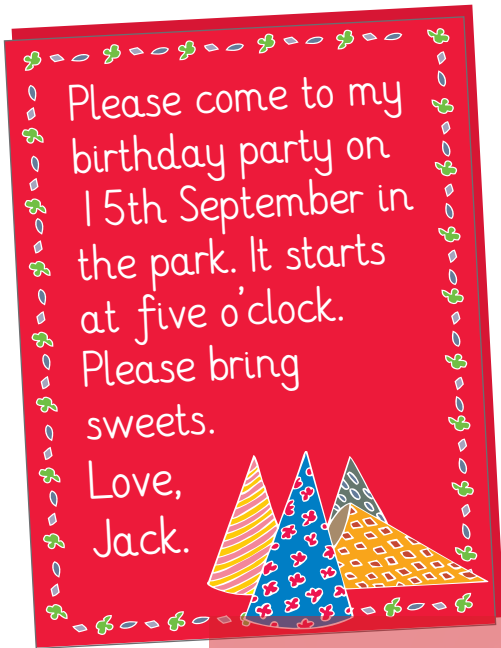 Please come to my
birthday party on
15th September in
the park. It starts
at five o'clock.
Please bring
sweets.
Love,
Jack.